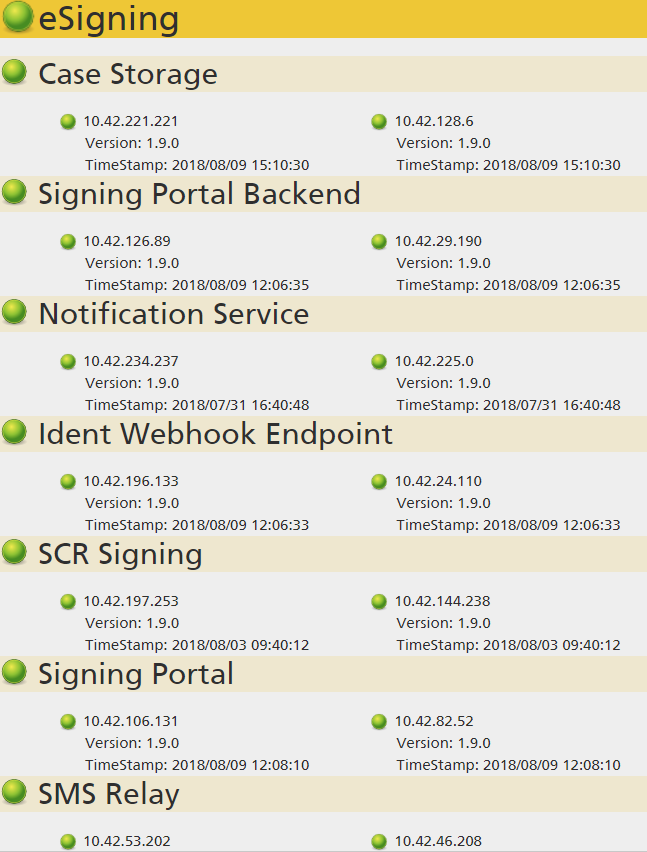 eSigning
Case Storage
10.42.221.221 10.42.128.6
Version: 1.9.0 Version: 1.9.0
TimeStamp: 2018/08/09 15:10:30 TimeStamp: 2018/08/09 15:10:30
Signing Portal Backend
10.42.126.89 10.42.29.190
Version: 1.9.0 Version: 1.9.0
TimeStamp: 2018/08/09 12:06:35 TimeStamp: 2018/08/09 12:06:35
Notification Service
10.42.234.237 10.42.225.0
Version: 1.9.0 Version: 1.9.0
TimeStamp: 2018/07/31 16:40:48 TimeStamp: 2018/07/31 16:40:48
Ident Webhook Endpoint
10.42.196.133 10.42.24.110
Version: 1.9.0 Version: 1.9.0
TimeStamp: 2018/08/09 12:06:33 TimeStamp: 2018/08/09 12:06:33
SCR Signing
10.42.197.253 10.42.144.238
Version: 1.9.0 Version: 1.9.0
TimeStamp: 2018/08/03 09:40:12 TimeStamp: 2018/08/03 09:40:12
Signing Portal
10.42.106.131 10.42.82.52
Version: 1.9.0 Version: 1.9.0
TimeStamp: 2018/08/09 12:08:10 TimeStamp: 2018/08/09 12:08:10
SMS Relay
10.42.53.202 10.42.46.208